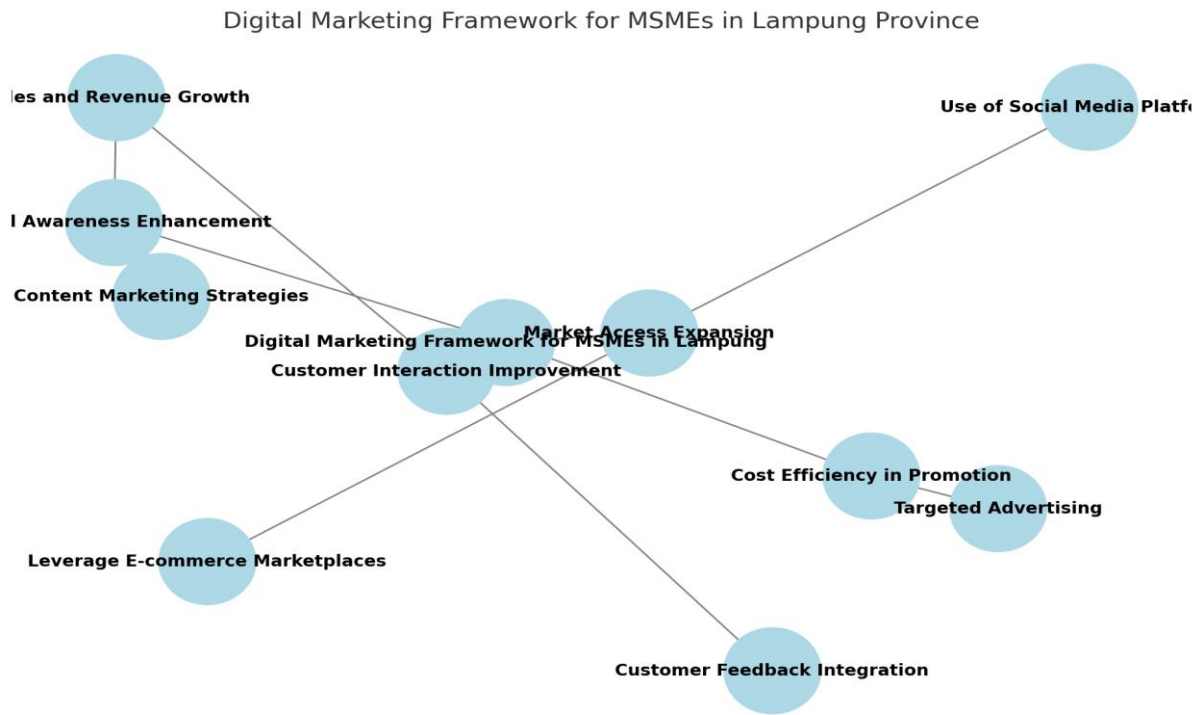 Digital Marketing Framework for MSMEs in Lampung Province
les and Revenue Growth
Use of Social Media Platf
l Awareness Enhancement
Content Marketing Strategies
Market Access Expansion
Digital Marketing Framework for MSMEs in Lampung
Customer Interaction Improvement
Cost Efficiency in Promotion
Targeted Advertising
Leverage E-commerce Marketplaces
Customer Feedback Integration